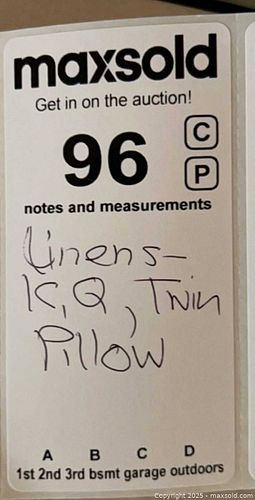 maxsold
Get in on the auction!
96
C
P
notes and measurements
Linens-
K, Q, Twin
Pillow
A B C D
1st 2nd 3rd bsmt garage outdoors
Copyright 2025 - maxsold.com